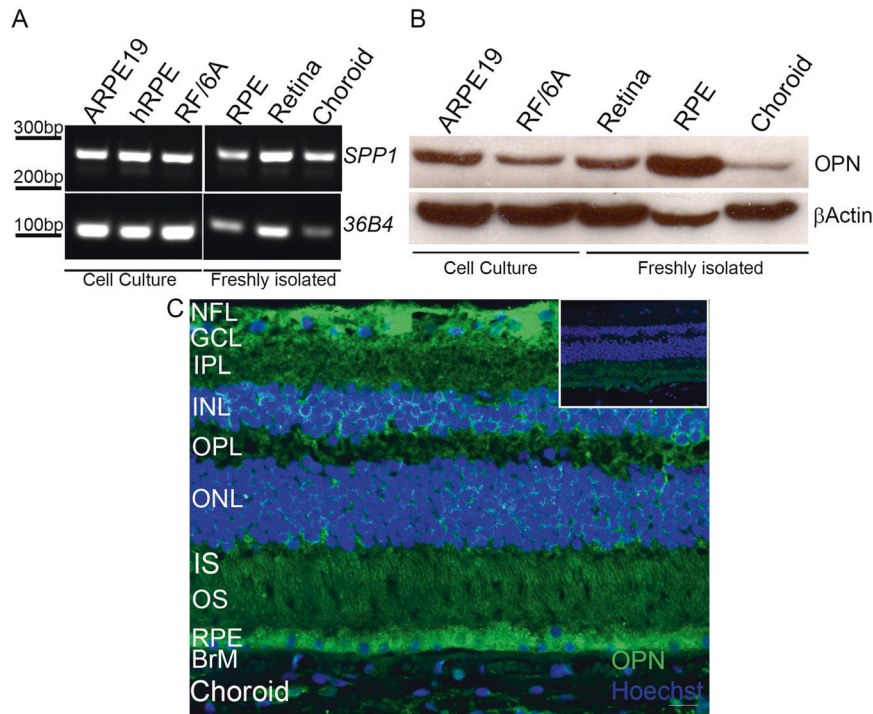 A
ARPE19 hRPE RF/6A RPE Retina Choroid
300bp
SPP1
200bp
100bp
36B4
Cell Culture Freshly isolated
B
ARPE19 RF/6A Retina RPE Choroid
OPN
βActin
Cell Culture Freshly isolated
C
NFL
GCL
IPL
INL
OPL
ONL
IS
OS
RPE
BrM
Choroid
OPN
Hoechst